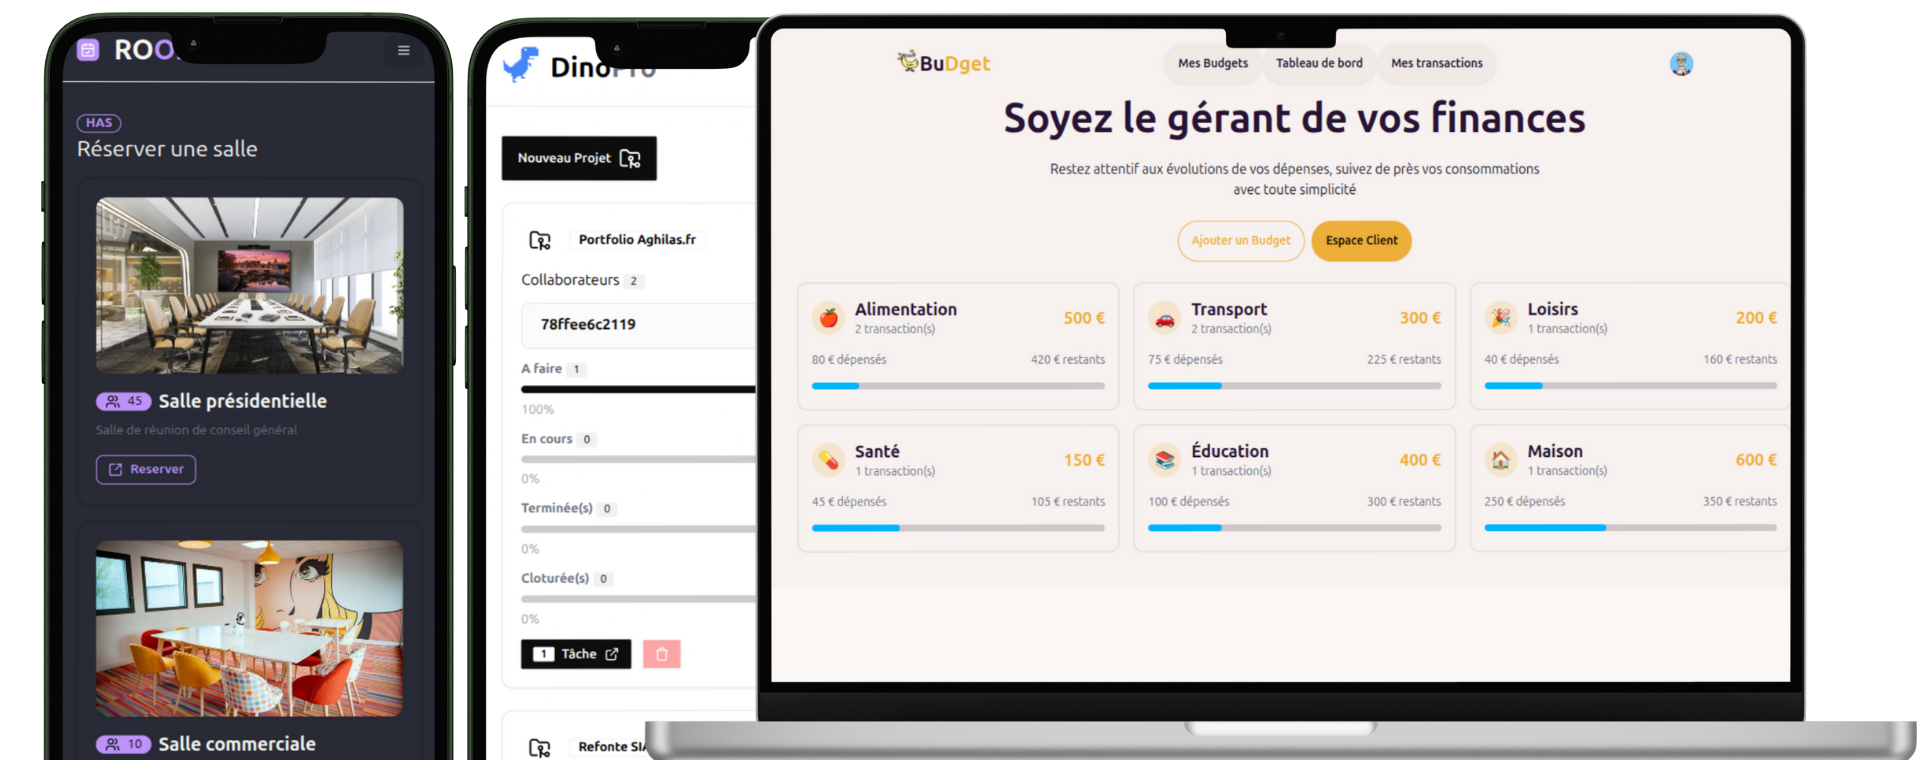 ROO
HAS
Réserver une salle
45 Salle présidentielle
Salle de réunion de conseil général
Reserver
10 Salle commerciale
DinoPro
Nouveau Projet
Portfolio Aghilas.fr
Collaborateurs 2
78ffee6c2119
A faire 1
100%
En cours 0
0%
Terminée(s) 0
0%
Cloturée(s) 0
0%
1 Tâche
Refonte
BuDget
Mes Budgets
Tableau de bord
Mes transactions
Soyez le gérant de vos finances
Restez attentif aux évolutions de vos dépenses, suivez de près vos consommations
avec toute simplicité
Ajouter un Budget
Espace Client
Alimentation
2 transaction(s)
500 €
80 € dépensés
420 € restants
Transport
2 transaction(s)
300 €
75 € dépensés
225 € restants
Loisirs
1 transaction(s)
200 €
40 € dépensés
160 € restants
Santé
1 transaction(s)
150 €
45 € dépensés
105 € restants
Éducation
1 transaction(s)
400 €
100 € dépensés
300 € restants
Maison
1 transaction(s)
600 €
250 € dépensés
350 € restants